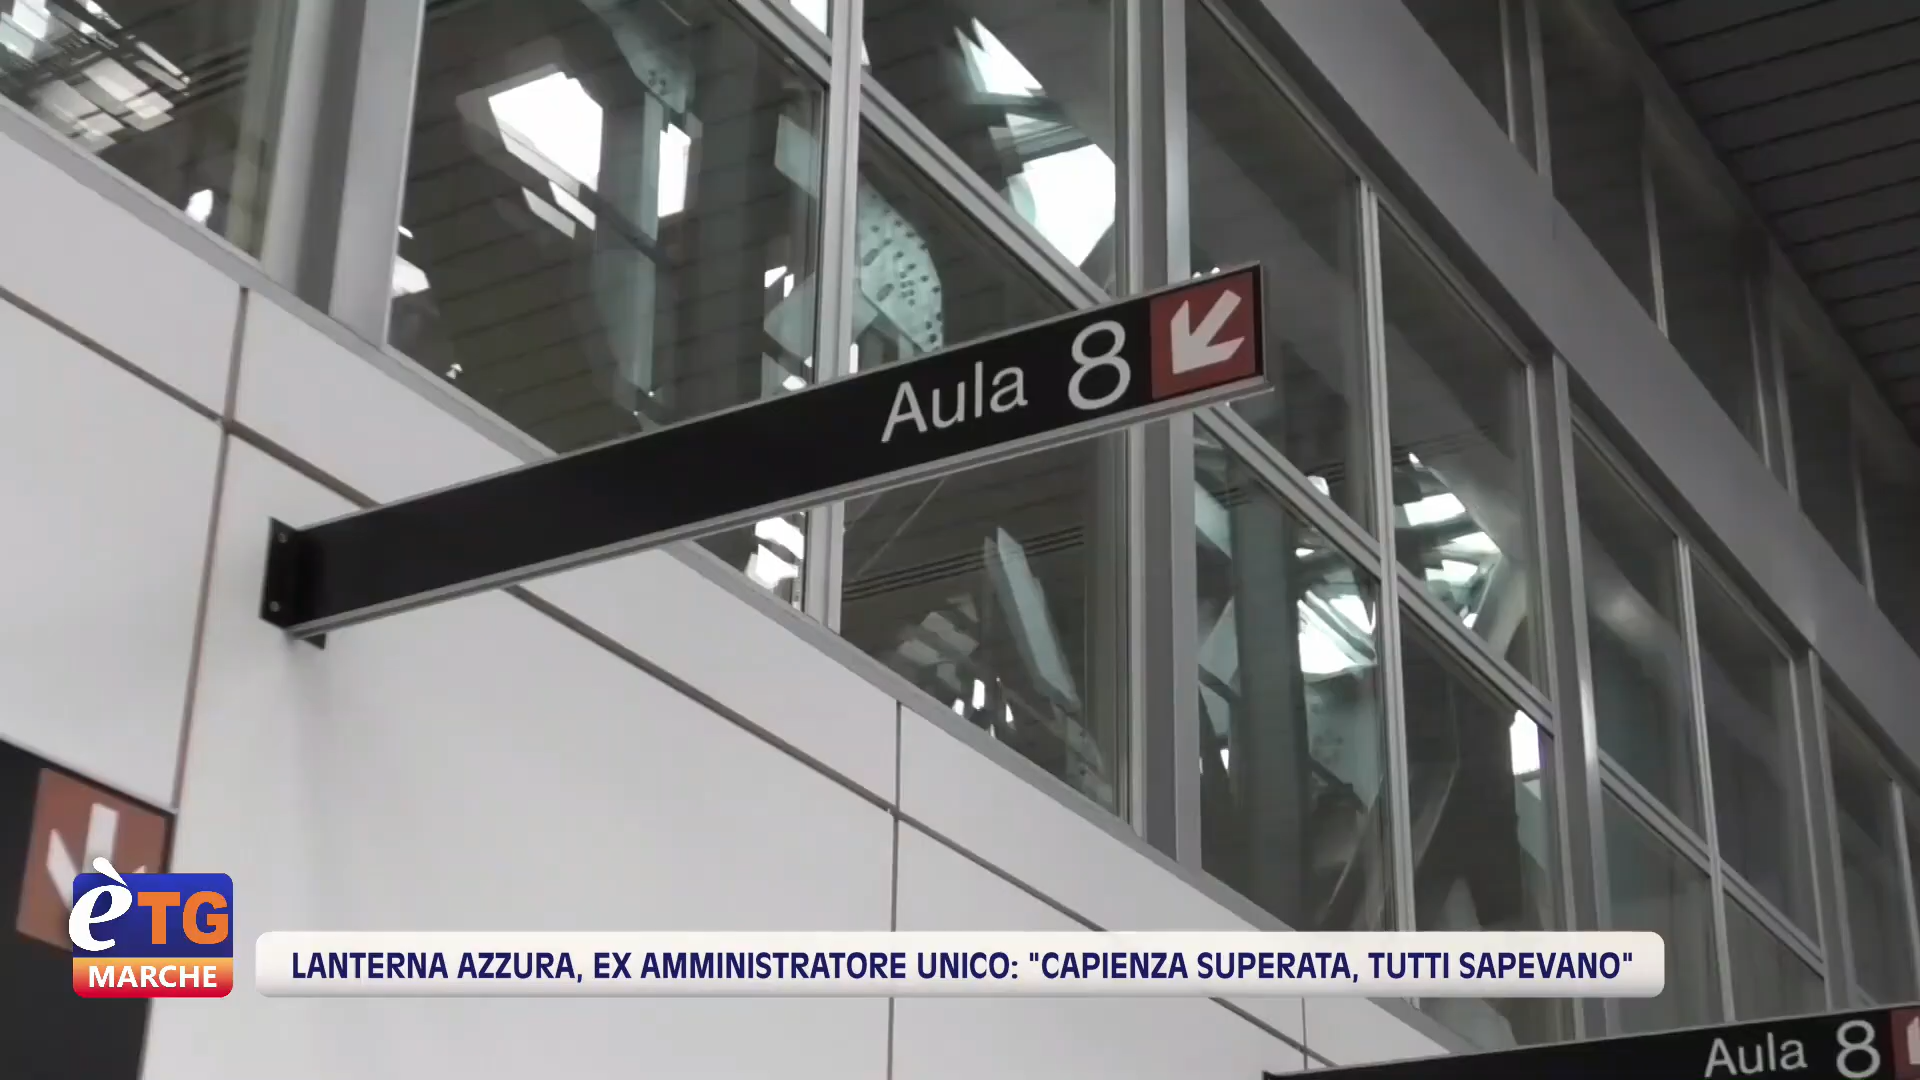 Aula 8
èTG
MARCHE
LANTERNA AZZURA, EX AMMINISTRATORE UNICO: "CAPIENZA SUPERATA, TUTTI SAPEVANO"
Aula 8